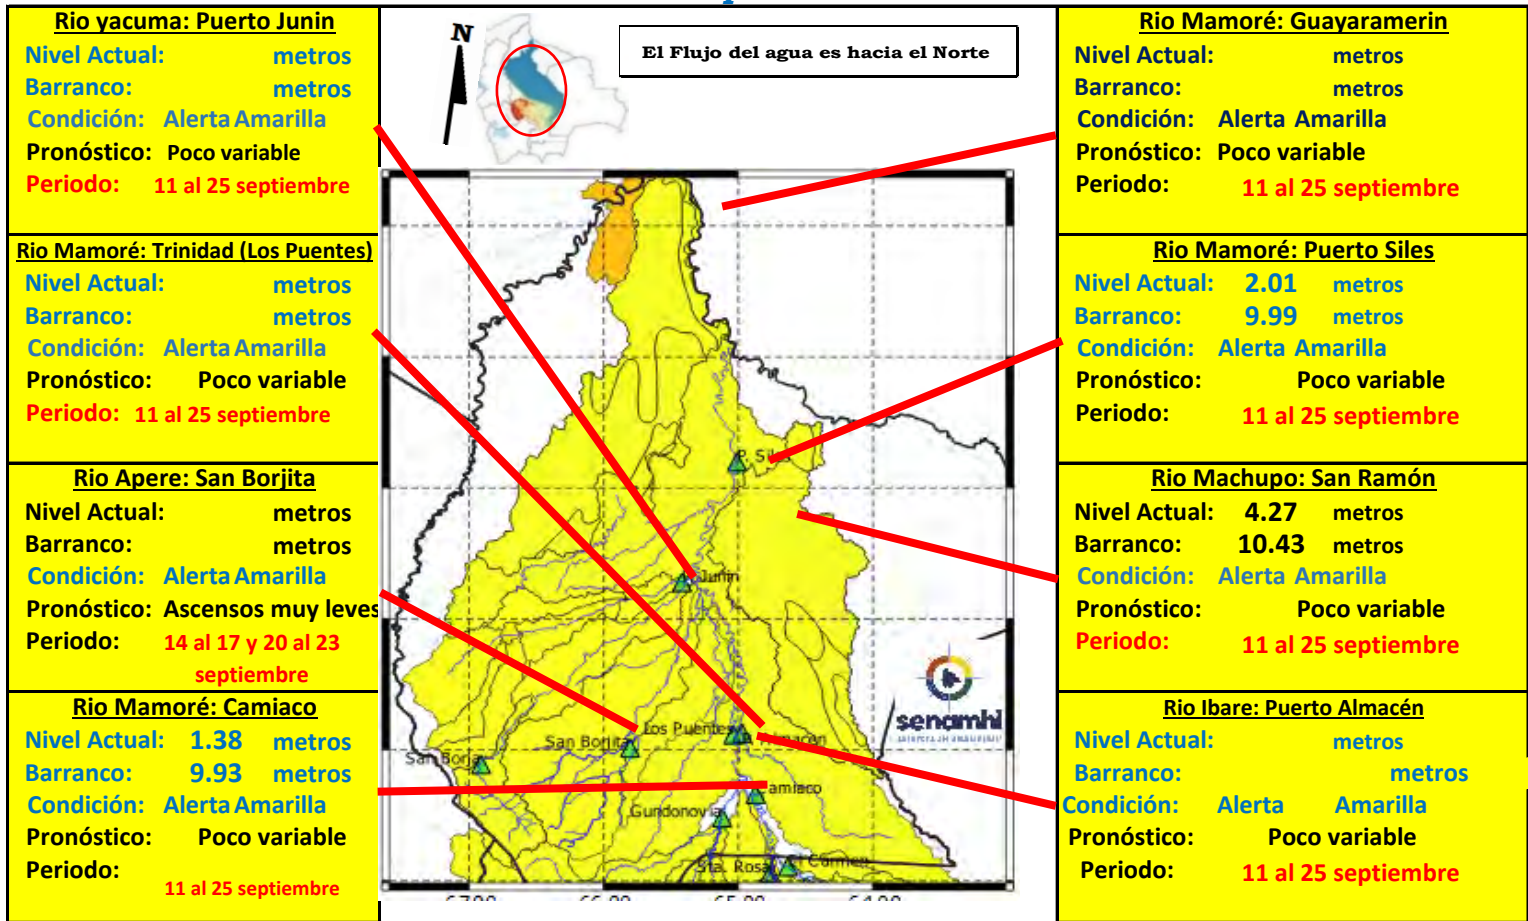 Rio yacuma: Puerto Junin
Nivel Actual: metros
Barranco: metros
Condición: Alerta Amarilla
Pronóstico: Poco variable
Periodo: 11 al 25 septiembre
Rio Mamoré: Trinidad (Los Puentes)
Nivel Actual: metros
Barranco: metros
Condición: Alerta Amarilla
Pronóstico: Poco variable
Periodo: 11 al 25 septiembre
Rio Apere: San Borjita
Nivel Actual: metros
Barranco: metros
Condición: Alerta Amarilla
Pronóstico: Ascensos muy leves
Periodo: 14 al 17 y 20 al 23
septiembre
Rio Mamoré: Camiaco
Nivel Actual: 1.38 metros
Barranco: 9.93 metros
Condición: Alerta Amarilla
Pronóstico: Poco variable
Periodo:
11 al 25 septiembre
N
El Flujo del agua es hacia el Norte
P. Siles
Junin
Los Puentes
San Borjita
P. Almacén
San Borja
Camiaco
Gundonovia
Sta. Rosa
El Carmen
senamhi
Rio Mamoré: Guayaramerin
Nivel Actual: metros
Barranco: metros
Condición: Alerta Amarilla
Pronóstico: Poco variable
Periodo: 11 al 25 septiembre
Rio Mamoré: Puerto Siles
Nivel Actual: 2.01 metros
Barranco: 9.99 metros
Condición: Alerta Amarilla
Pronóstico: Poco variable
Periodo: 11 al 25 septiembre
Rio Machupo: San Ramón
Nivel Actual: 4.27 metros
Barranco: 10.43 metros
Condición: Alerta Amarilla
Pronóstico: Poco variable
Periodo: 11 al 25 septiembre
Rio Ibare: Puerto Almacén
Nivel Actual: metros
Barranco: metros
Condición: Alerta Amarilla
Pronóstico: Poco variable
Periodo: 11 al 25 septiembre